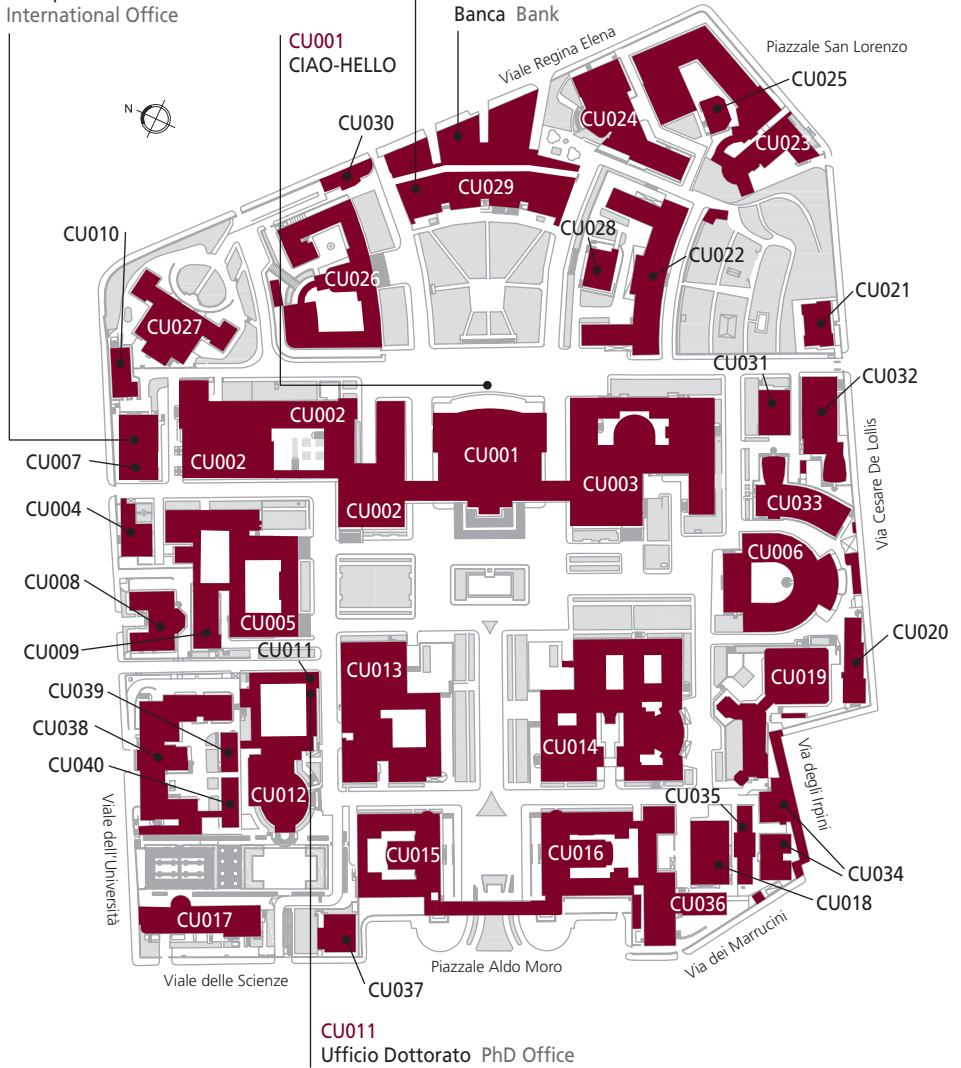 International Office
CU001
CIAO-HELLO
Banca Bank
Viale Regina Elena
Piazzale San Lorenzo
N
CU030
CU024
CU025
CU023
CU029
CU010
CU028
CU026
CU022
CU027
CU021
CU031
CU032
CU002
CU002
CU001
CU007
CU003
CU002
CU033
Via Cesare De Lollis
CU004
CU006
CU008
CU005
CU009
CU011
CU020
CU013
CU019
CU039
CU038
CU014
CU040
CU012
Via degli Irpini
CU035
Viale dell'Università
CU015
CU016
CU034
CU018
CU036
CU017
Via dei Marrucini
Viale delle Scienze
Piazzale Aldo Moro
CU037
CU011
Ufficio Dottorato PhD Office